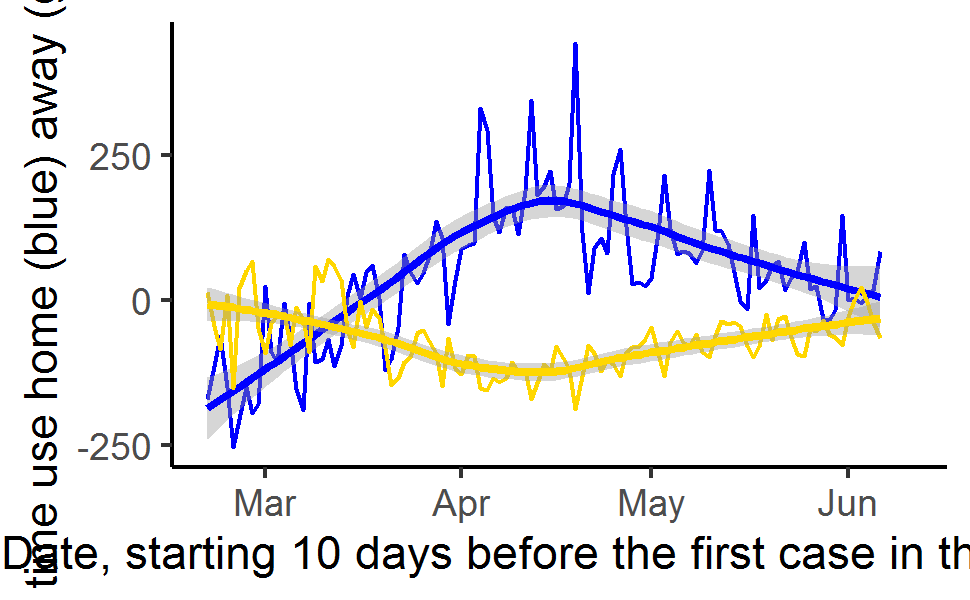 time use home (blue) away (
250
0
-250
Mar Apr May Jun
Date, starting 10 days before the first case in th